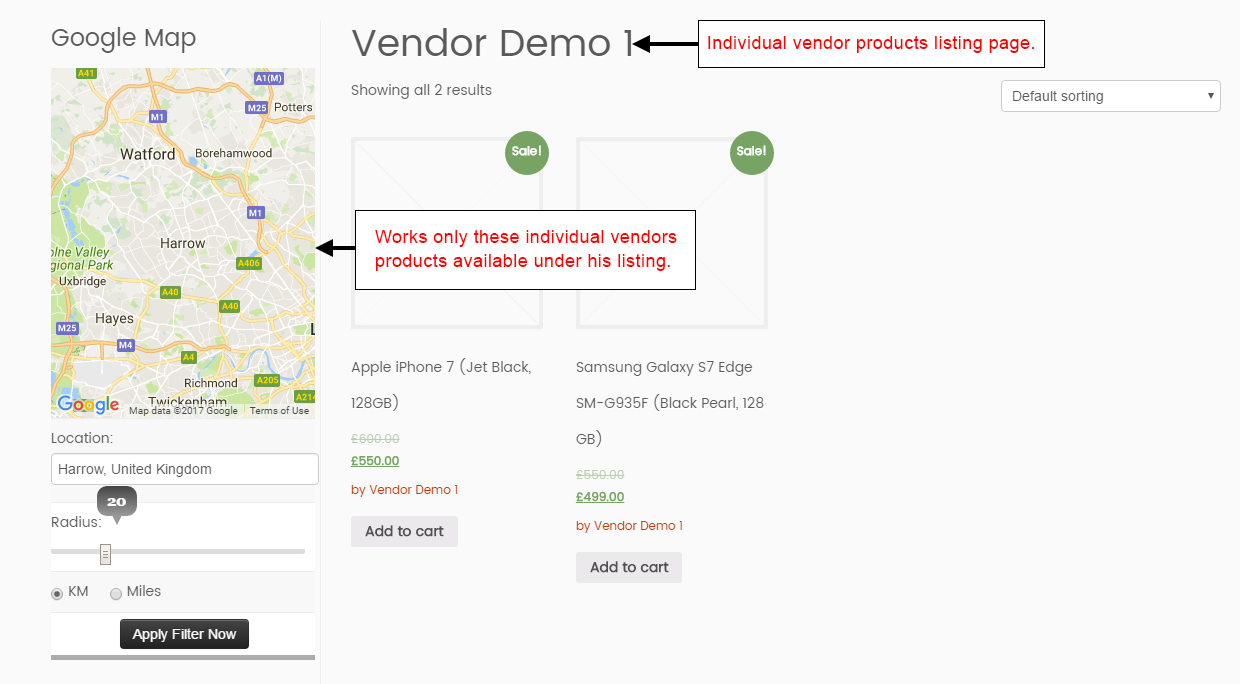 Google Map
A41
A1(M)
M25
Potters
M1
Watford
Borehamwood
M1
Harrow
olne Valley
gional Park
A406
Uxbridge
A40
A40
Hayes
M25
L
M4
A4
Richmond
A205
Twickenham
A214
Google
Map data ©2017 Google
Terms of Use
Location:
Harrow, United Kingdom
20
Radius:
KM
Miles
Apply Filter Now
Vendor Demo 1
Individual vendor products listing page.
Showing all 2 results
Default sorting
Sale!
Sale!
Works only these individual vendors
products available under his listing.
Apple iPhone 7 (Jet Black,
128GB)
£600.00
£550.00
by Vendor Demo 1
Add to cart
Samsung Galaxy S7 Edge
SM-G935F (Black Pearl, 128
GB)
£550.00
£499.00
by Vendor Demo 1
Add to cart